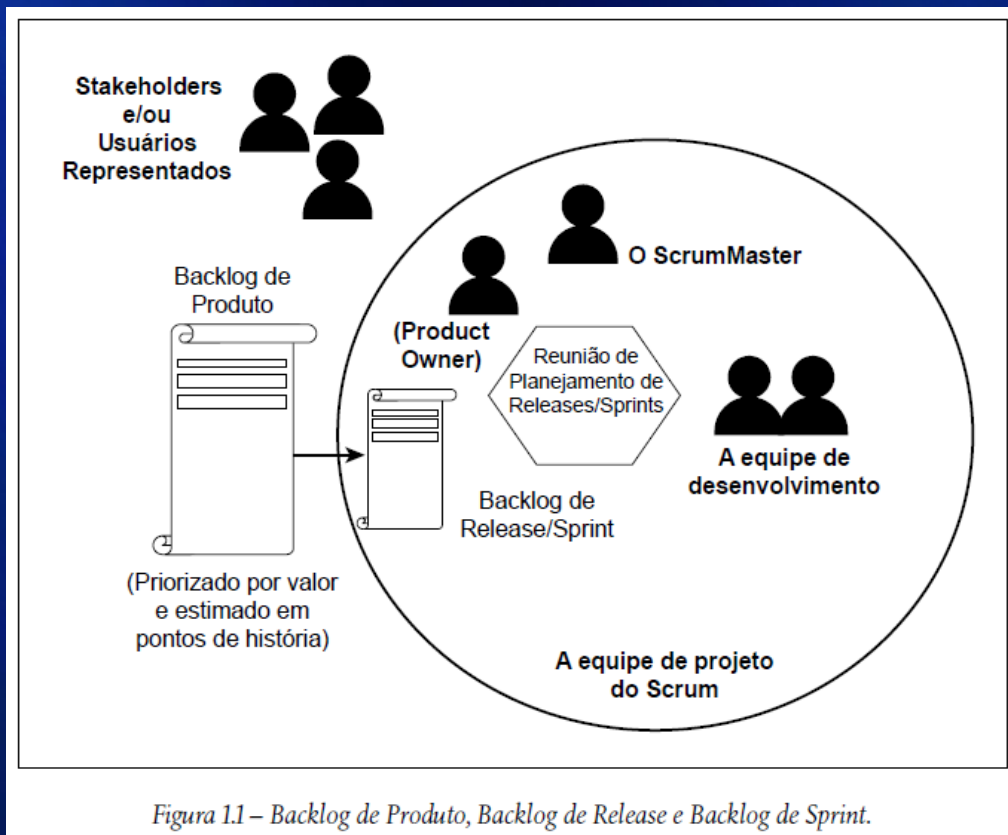 Stakeholders
e/ou
Usuários
Representados
O ScrumMaster
Backlog de
Produto
(Product
Owner)
Reunião de
Planejamento de
Releases/Sprints
A equipe de
desenvolvimento
Backlog de
Release/Sprint
(Priorizado por valor
e estimado em
pontos de história)
A equipe de projeto
do Scrum
Figura 1.1 – Backlog de Produto, Backlog de Release e Backlog de Sprint.